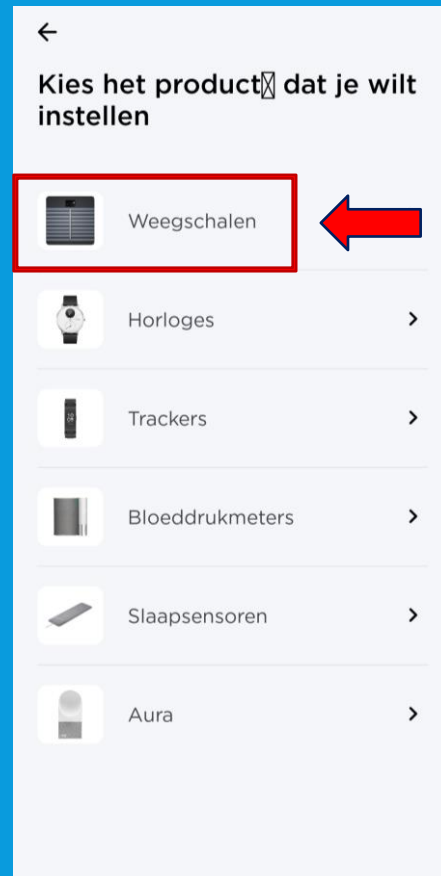 Kies het product dat je wilt
instellen
Weegschalen
Horloges
Trackers
Bloeddrukmeters
Slaapsensoren
Aura